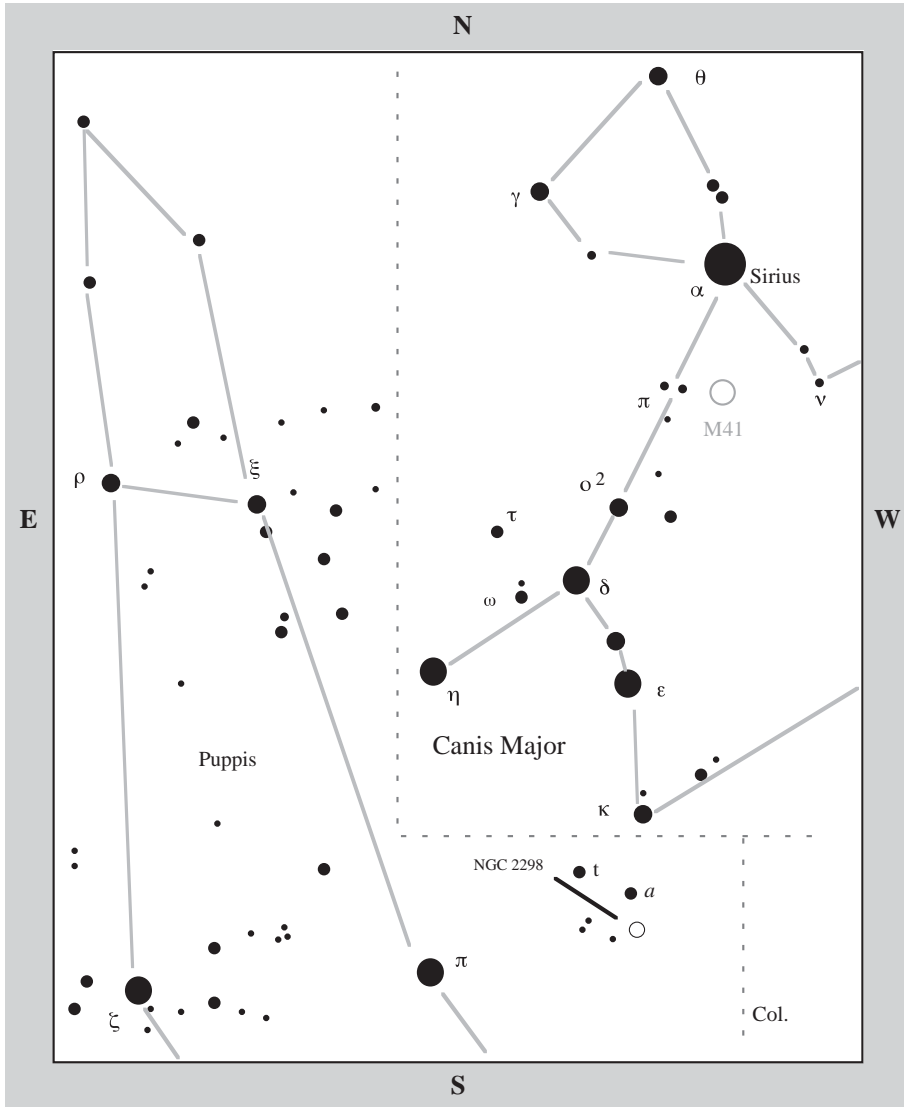 N
θ
γ
Sirius
α
π
ν
M41
ρ
ξ
ο 2
E
τ
W
δ
ω
ε
η
Canis Major
Puppis
κ
NGC 2298
t
a
π
ζ
Col.
S